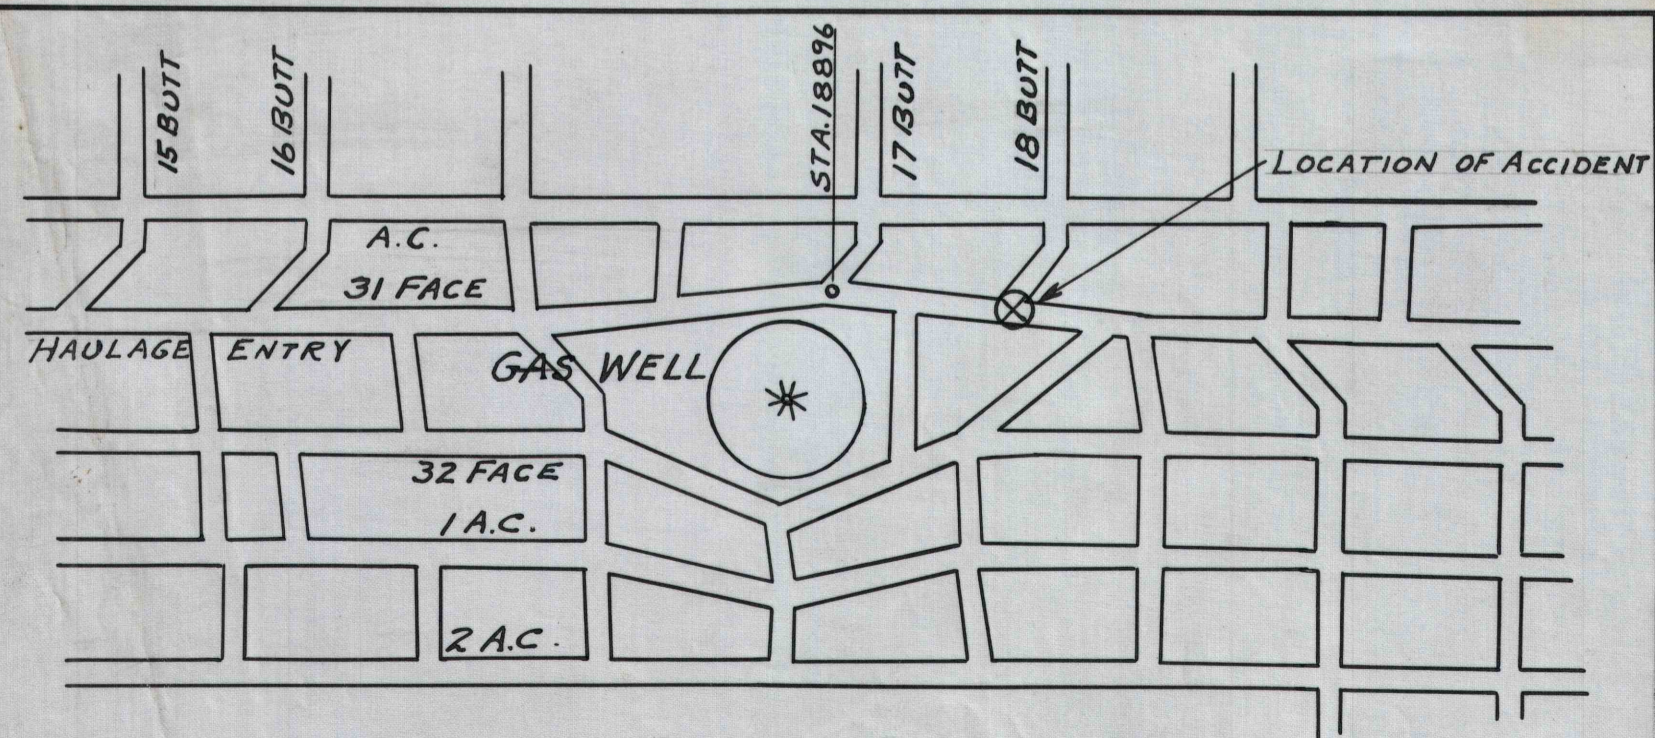 15 BUTT
16 BUTT
STA. 18896
17 BUTT
18 BUTT
LOCATION OF ACCIDENT
A.C.
31 FACE
HAULAGE ENTRY
GAS WELL
32 FACE
1 A.C.
2 A.C.